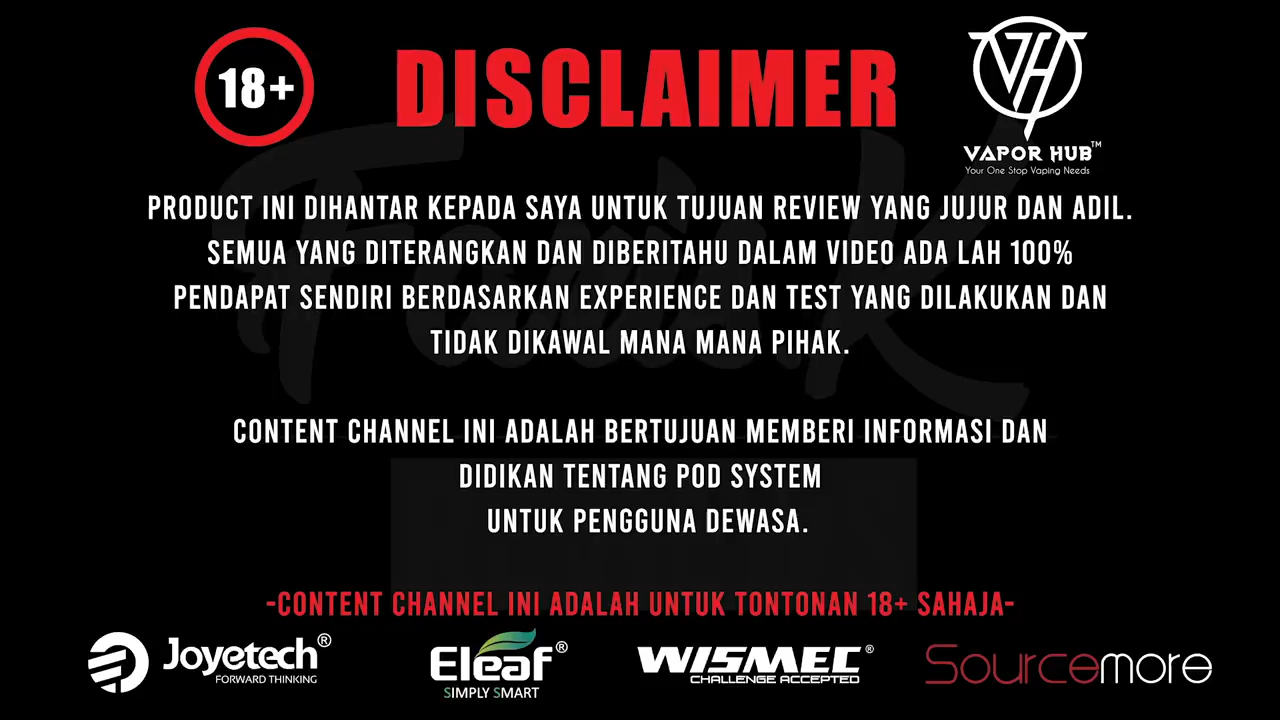 18+
DISCLAIMER
VH
VAPOR HUB™
Your One Stop Vaping Needs
PRODUCT INI DIHANTAR KEPADA SAYA UNTUK TUJUAN REVIEW YANG JUJUR DAN ADIL.
SEMUA YANG DITERANGKAN DAN DIBERITAHU DALAM VIDEO ADA LAH 100%
PENDAPAT SENDIRI BERDASARKAN EXPERIENCE DAN TEST YANG DILAKUKAN DAN
TIDAK DIKAWAL MANA MANA PIHAK.
CONTENT CHANNEL INI ADALAH BERTUJUAN MEMBERI INFORMASI DAN
DIDIKAN TENTANG POD SYSTEM
UNTUK PENGGUNA DEWASA.
-CONTENT CHANNEL INI ADALAH UNTUK TONTONAN 18+ SAHAJA-
Joyetech®
FORWARD THINKING
Eleaf®
SIMPLY SMART
WISMEC®
CHALLENGE ACCEPTED
Sourcemore